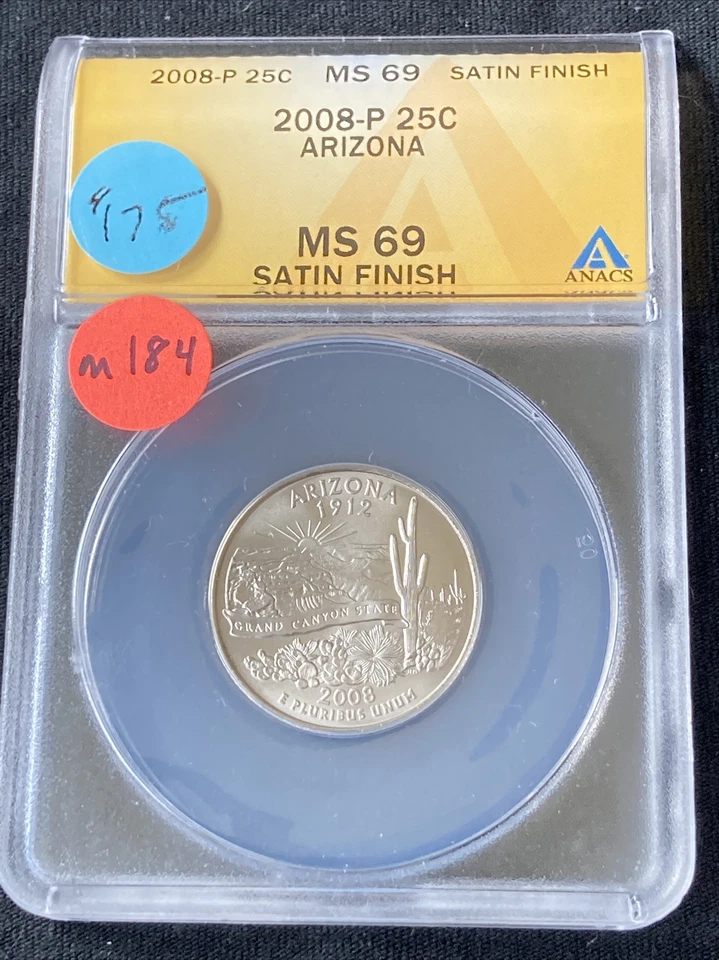 2008-P 25C MS 69 SATIN FINISH
2008-P 25C
ARIZONA
MS 69
SATIN FINISH
ANACS
m184
ARIZONA
1912
GRAND CANYON STATE
2008
E PLURIBUS UNUM